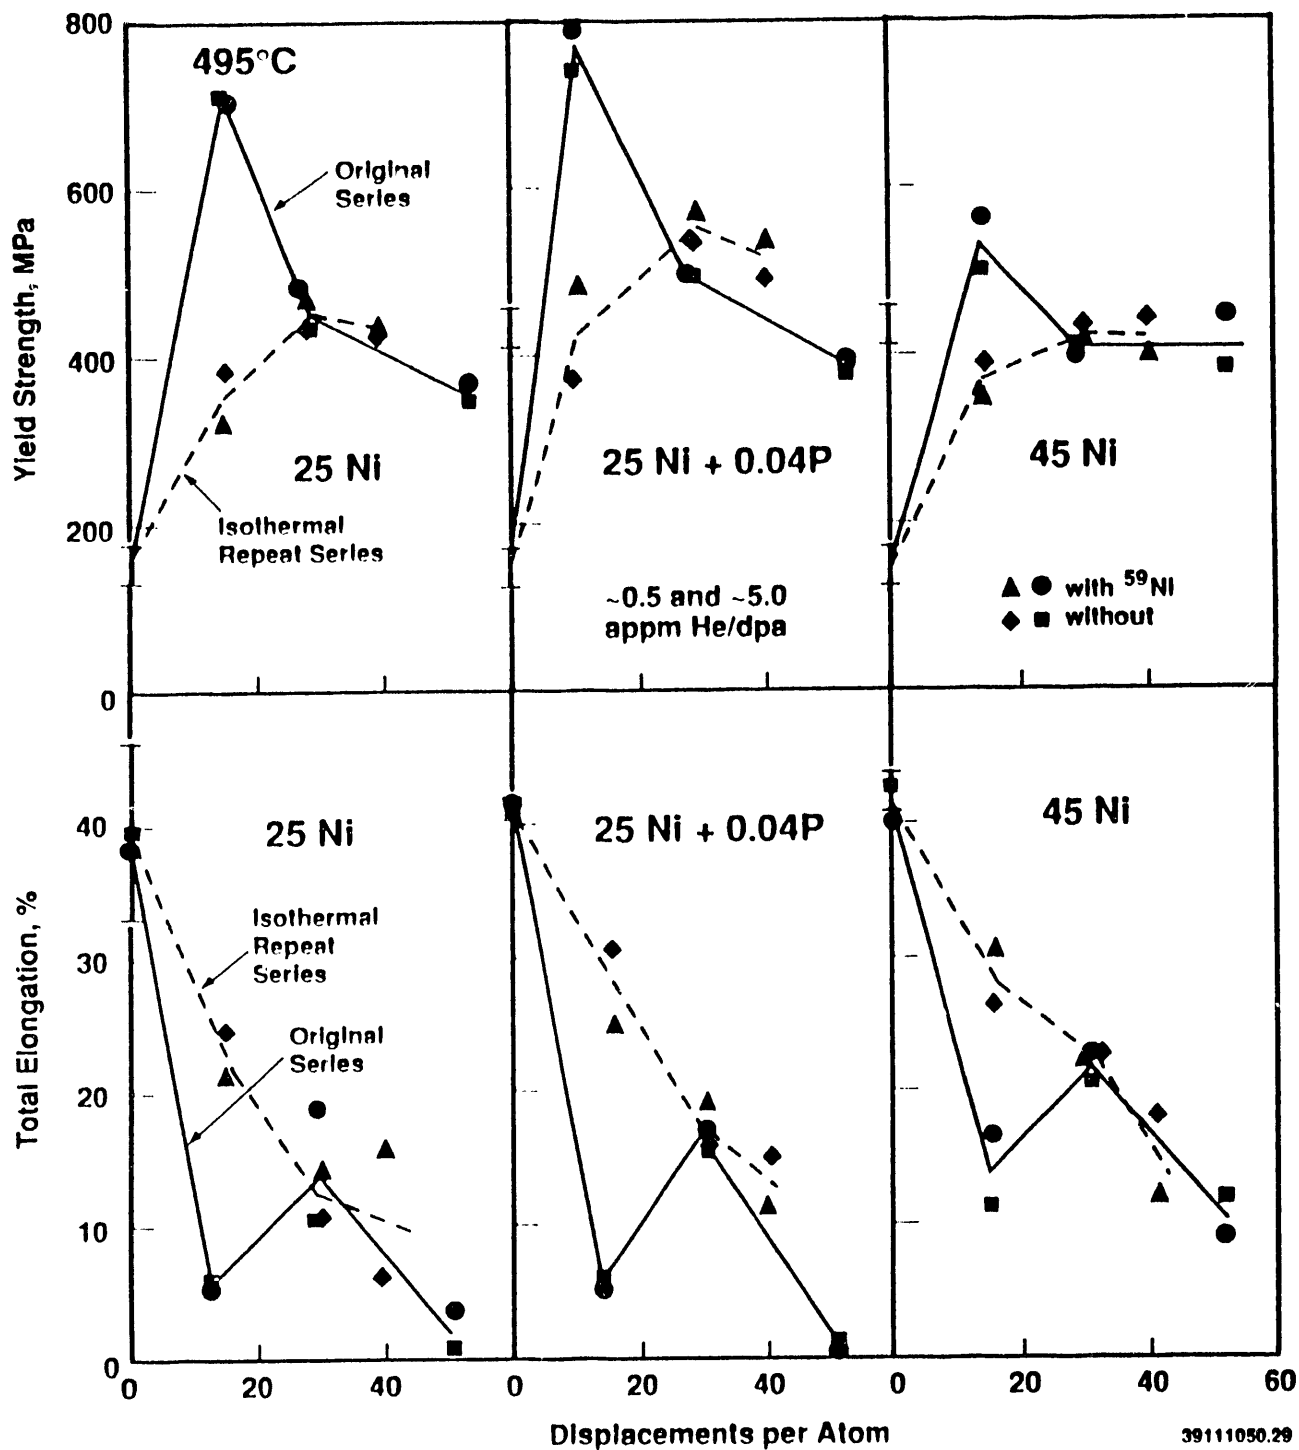 800
600
400
200
0
Yield Strength, MPa
495°C
Original
Series
25 Ni
Isothermal
Repeat Series
25 Ni + 0.04P
~0.5 and ~5.0
appm He/dpa
45 Ni
with 59Ni
without
40
30
20
10
0
Total Elongation, %
25 Ni
Isothermal
Repeat
Series
Original
Series
25 Ni + 0.04P
45 Ni
0 20 40 0 20 40 0 20 40 60
Displacements per Atom
39111050.29